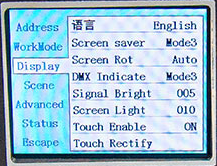 Address
WorkMode
Display
Scene
Advanced
Status
Escape
语言 English
Screen saver Mode3
Screen Rot Auto
DMX Indicate Mode3
Signal Bright 005
Screen Light 010
Touch Enable ON
Touch Rectify